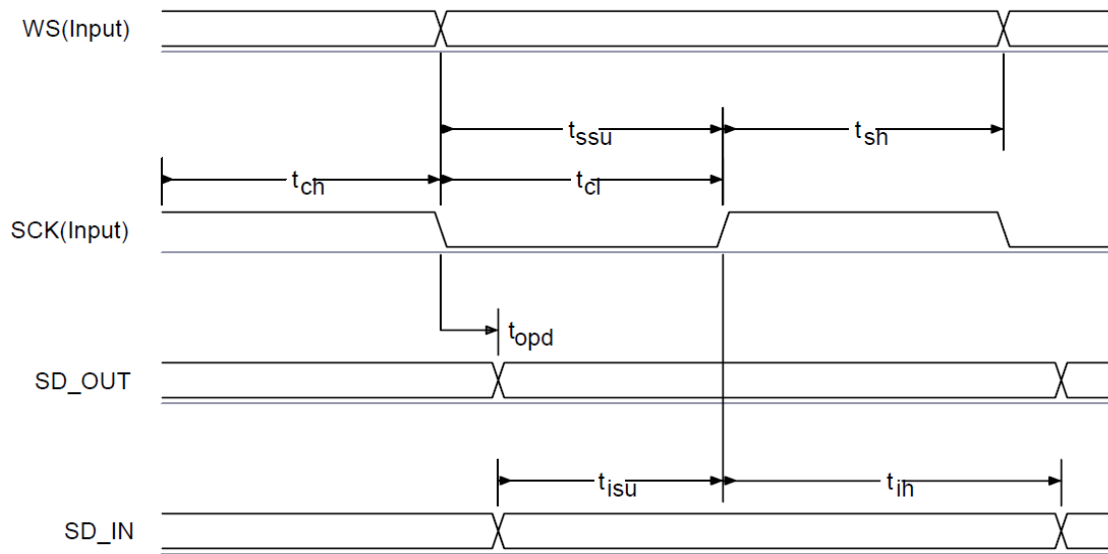 WS(Input)
tssu
tsh
tch
tcl
SCK(Input)
topd
SD_OUT
tisu
tih
SD_IN